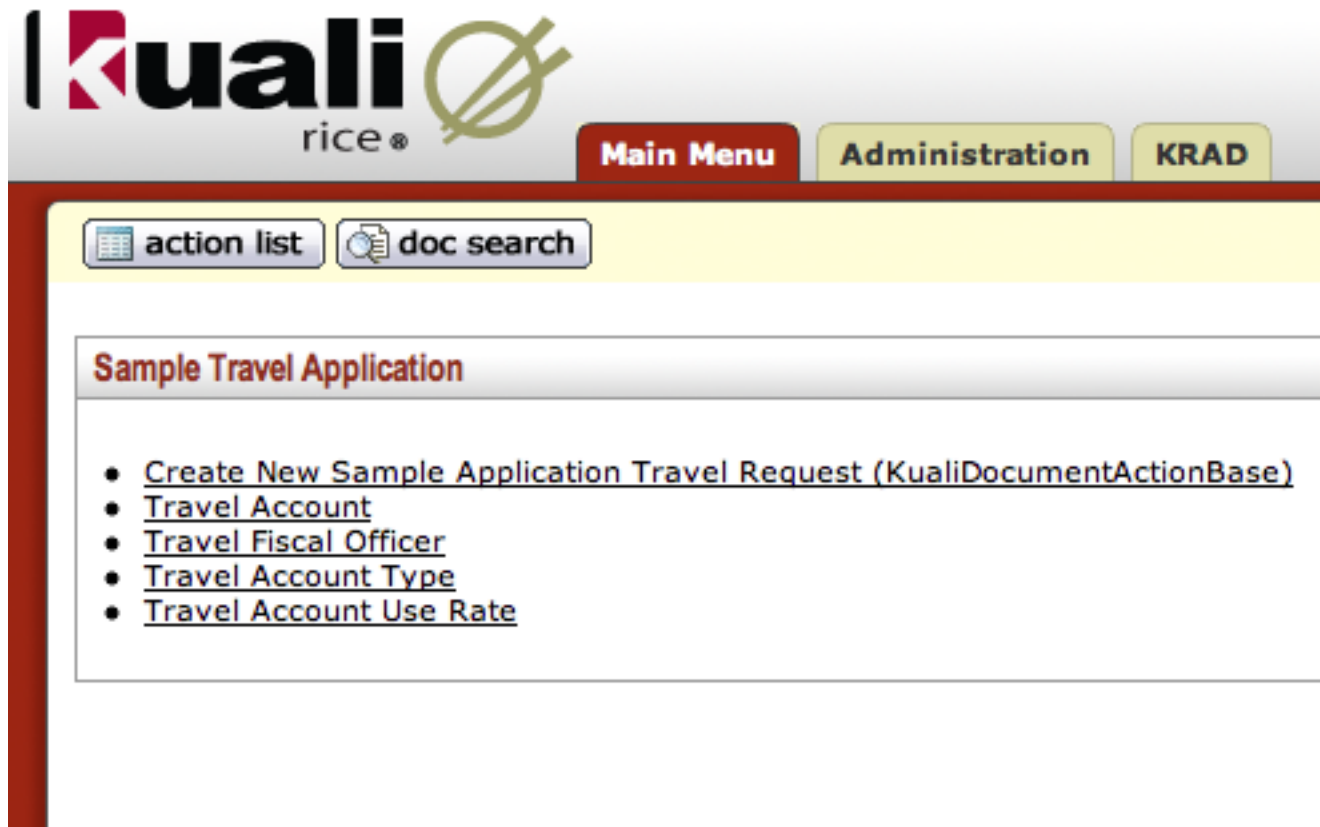 kuali
rice®
Main Menu Administration KRAD
action list doc search
Sample Travel Application
Create New Sample Application Travel Request (KualiDocumentActionBase)
Travel Account
Travel Fiscal Officer
Travel Account Type
Travel Account Use Rate